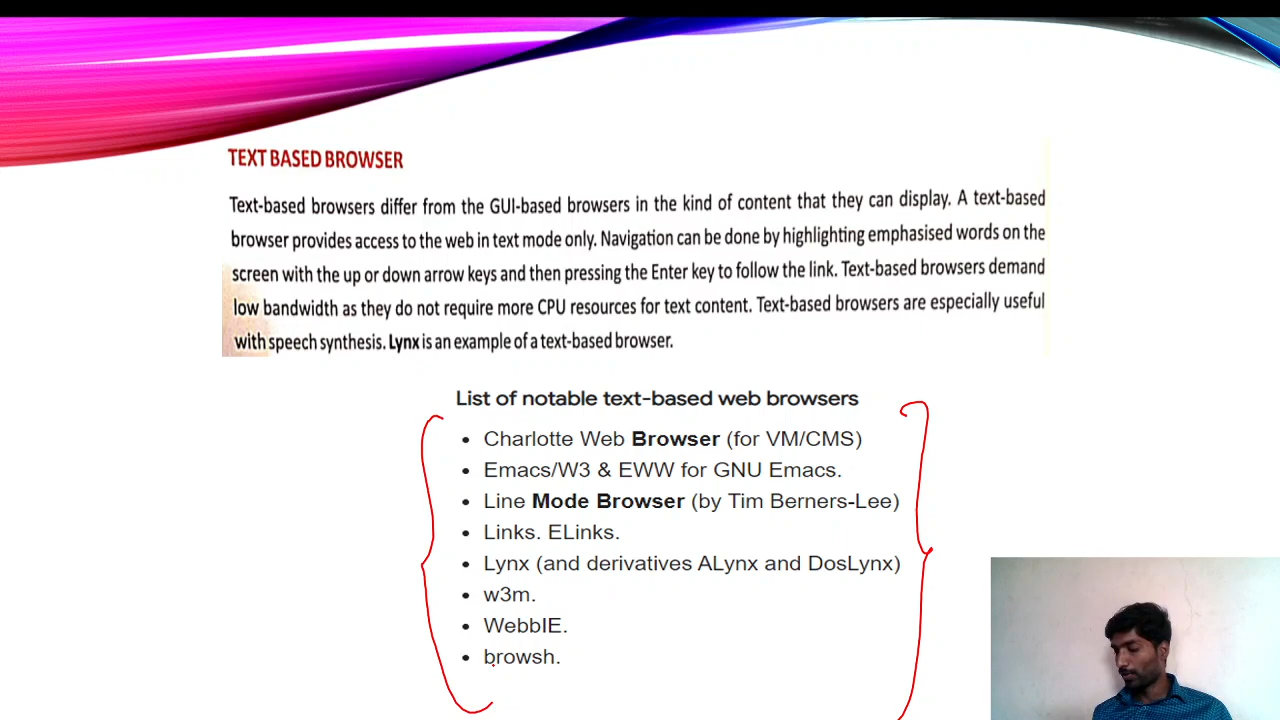 TEXT BASED BROWSER
Text-based browsers differ from the GUI-based browsers in the kind of content that they can display. A text-based
browser provides access to the web in text mode only. Navigation can be done by highlighting emphasised words on the
screen with the up or down arrow keys and then pressing the Enter key to follow the link. Text-based browsers demand
low bandwidth as they do not require more CPU resources for text content. Text-based browsers are especially useful
with speech synthesis. Lynx is an example of a text-based browser.
List of notable text-based web browsers
• Charlotte Web Browser (for VM/CMS)
• Emacs/W3 & EWW for GNU Emacs.
• Line Mode Browser (by Tim Berners-Lee)
• Links. ELinks.
• Lynx (and derivatives ALynx and DosLynx)
• w3m.
• WebbIE.
• browsh.